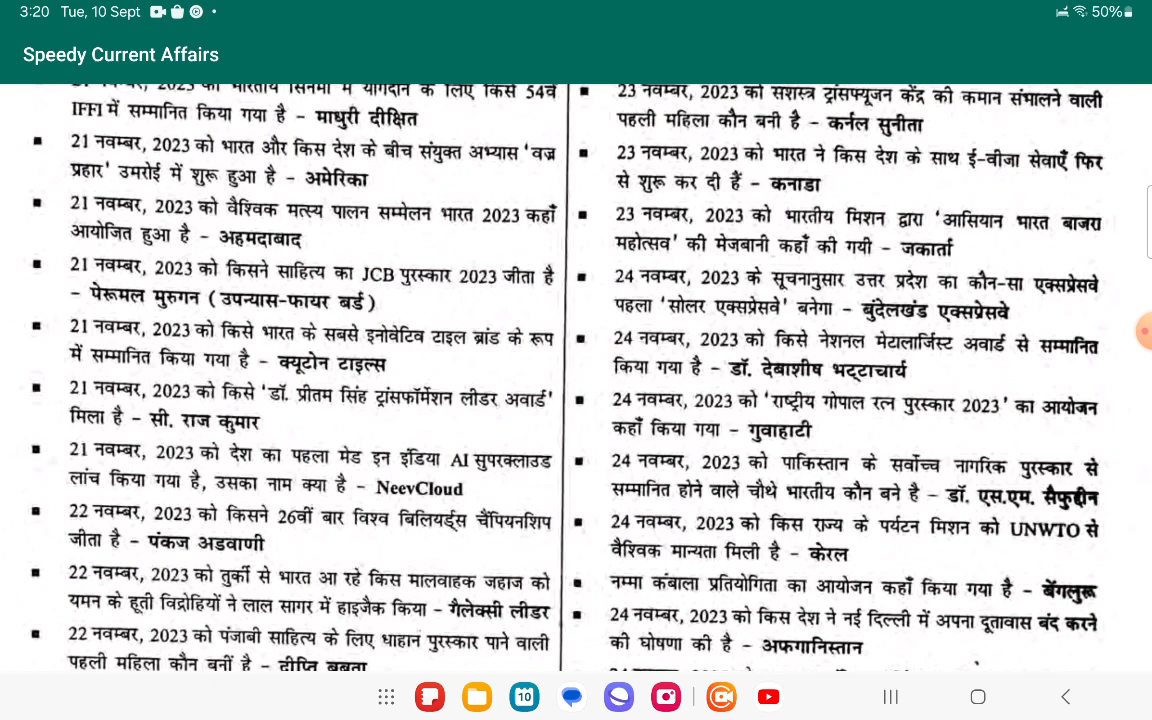 3:20 Tue, 10 Sept
50%
Speedy Current Affairs
2023 को भारतीय सिनेमा में योगदान के लिए किसे 54वें
IFFI में सम्मानित किया गया है – माधुरी दीक्षित
▪ 21 नवम्बर, 2023 को भारत और किस देश के बीच संयुक्त अभ्यास 'वज्र
प्रहार' उमरोई में शुरू हुआ है – अमेरिका
▪ 21 नवम्बर, 2023 को वैश्विक मत्स्य पालन सम्मेलन भारत 2023 कहाँ
आयोजित हुआ है – अहमदाबाद
▪ 21 नवम्बर, 2023 को किसने साहित्य का JCB पुरस्कार 2023 जीता है
– पेरूमल मुरुगन (उपन्यास-फायर बर्ड)
▪ 21 नवम्बर, 2023 को किसे भारत के सबसे इनोवेटिव टाइल ब्रांड के रूप
में सम्मानित किया गया है – क्यूटोन टाइल्स
▪ 21 नवम्बर, 2023 को किसे 'डॉ. प्रीतम सिंह ट्रांसफॉर्मेशन लीडर अवार्ड'
मिला है – सी. राज कुमार
▪ 21 नवम्बर, 2023 को देश का पहला मेड इन इंडिया AI सुपरक्लाउड
लांच किया गया है, उसका नाम क्या है – NeevCloud
▪ 22 नवम्बर, 2023 को किसने 26वीं बार विश्व बिलियर्ड्स चैंपियनशिप
जीता है – पंकज अडवाणी
▪ 22 नवम्बर, 2023 को तुर्की से भारत आ रहे किस मालवाहक जहाज को
यमन के हूती विद्रोहियों ने लाल सागर में हाइजैक किया – गैलेक्सी लीडर
▪ 22 नवम्बर, 2023 को पंजाबी साहित्य के लिए धाहान पुरस्कार पाने वाली
पहली महिला कौन बनीं है – दीप्ति बबूता
▪ 23 नवम्बर, 2023 को सशस्त्र ट्रांसफ्यूजन केंद्र की कमान संभालने वाली
पहली महिला कौन बनी है – कर्नल सुनीता
▪ 23 नवम्बर, 2023 को भारत ने किस देश के साथ ई-वीजा सेवाएँ फिर
से शुरू कर दी हैं – कनाडा
▪ 23 नवम्बर, 2023 को भारतीय मिशन द्वारा 'आसियान भारत बाजरा
महोत्सव' की मेजबानी कहाँ की गयी – जकार्ता
▪ 24 नवम्बर, 2023 के सूचनानुसार उत्तर प्रदेश का कौन-सा एक्सप्रेसवे
पहला 'सोलर एक्सप्रेसवे' बनेगा – बुंदेलखंड एक्सप्रेसवे
▪ 24 नवम्बर, 2023 को किसे नेशनल मेटालार्जिस्ट अवार्ड से सम्मानित
किया गया है – डॉ. देबाशीष भट्टाचार्य
▪ 24 नवम्बर, 2023 को 'राष्ट्रीय गोपाल रत्न पुरस्कार 2023' का आयोजन
कहाँ किया गया – गुवाहाटी
▪ 24 नवम्बर, 2023 को पाकिस्तान के सर्वोच्च नागरिक पुरस्कार से
सम्मानित होने वाले चौथे भारतीय कौन बने है – डॉ. एस.एम. सैफुद्दीन
▪ 24 नवम्बर, 2023 को किस राज्य के पर्यटन मिशन को UNWTO से
वैश्विक मान्यता मिली है – केरल
▪ नम्मा कंबाला प्रतियोगिता का आयोजन कहाँ किया गया है – बेंगलुरू
▪ 24 नवम्बर, 2023 को किस देश ने नई दिल्ली में अपना दूतावास बंद करने
की घोषणा की है – अफगानिस्तान
10